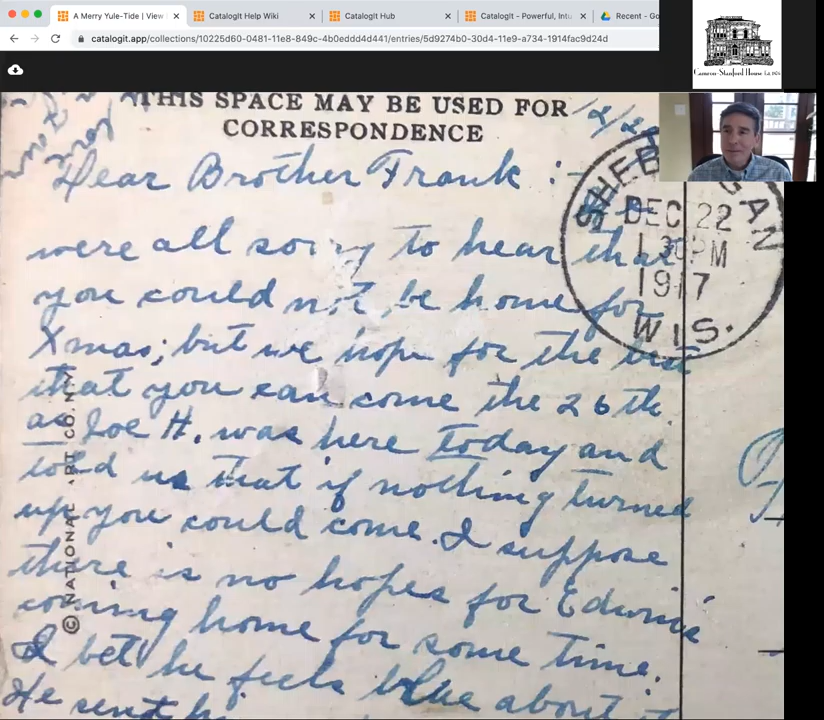 A Merry Yule-Tide | View
CatalogIt Help Wiki
CatalogIt Hub
CatalogIt - Powerful, Intu
Recent - Go
catalogit.app/collections/10225d60-0481-11e8-849c-4b0eddd4d441/entries/5d9274b0-30d4-11e9-a734-1914fac9d24d
Cameron-Stanford House
THIS SPACE MAY BE USED FOR
CORRESPONDENCE
Dear Brother Frank :-
were all sorry to hear that
you could not be home for
Xmas; but we hope for the best
that you can come the 26th.
as Joe H. was here today and
told us that if nothing turned
up you could come. I suppose
there is no hopes for Edwin's
coming home for some time.
I bet he feels blue about it
He sent
SHEBOYGAN
DEC 22
1 30 PM
1917
WIS.
© NATIONAL ART CO. N.Y.